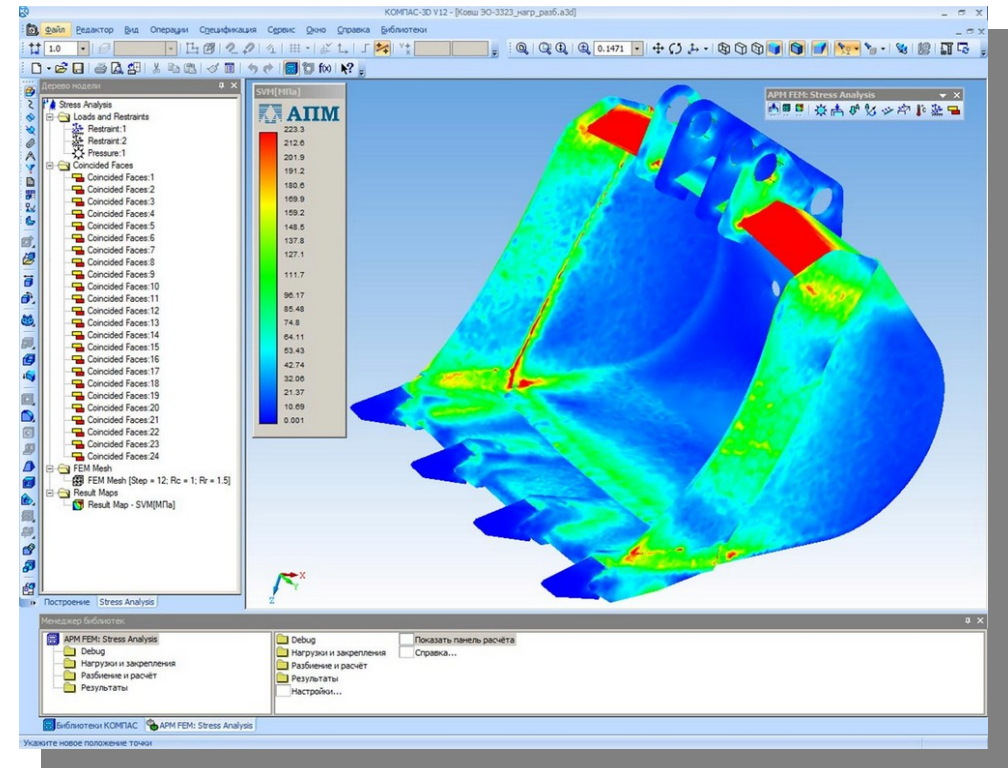 КОМПАС-3D V12 - [Ковш ЭО-3323_нагр_разб.a3d]
Файл Редактор Вид Операции Спецификация Сервис Окно Справка Библиотеки
1.0
0.1471
Дерево модели
Stress Analysis
Loads and Restraints
Restraint:1
Restraint:2
Pressure:1
Coincided Faces
Coincided Faces:1
Coincided Faces:2
Coincided Faces:3
Coincided Faces:4
Coincided Faces:5
Coincided Faces:6
Coincided Faces:7
Coincided Faces:8
Coincided Faces:9
Coincided Faces:10
Coincided Faces:11
Coincided Faces:12
Coincided Faces:13
Coincided Faces:14
Coincided Faces:15
Coincided Faces:16
Coincided Faces:17
Coincided Faces:18
Coincided Faces:19
Coincided Faces:20
Coincided Faces:21
Coincided Faces:22
Coincided Faces:23
Coincided Faces:24
FEM Mesh
FEM Mesh [Step = 12; Rc = 1; Rr = 1.5]
Result Maps
Result Map - SVM[МПа]
Построение Stress Analysis
SVM[МПа]
АПМ
223.3
212.6
201.9
191.2
180.6
169.9
159.2
148.5
137.8
127.1
111.7
96.17
85.48
74.8
64.11
53.43
42.74
32.06
21.37
10.69
0.001
APM FEM: Stress Analysis
X
Y
Z
Менеджер библиотек
APM FEM: Stress Analysis
Debug
Нагрузки и закрепления
Разбиение и расчёт
Результаты
Debug
Нагрузки и закрепления
Разбиение и расчёт
Результаты
Настройки...
Показать панель расчёта
Справка...
Библиотеки КОМПАС APM FEM: Stress Analysis
Укажите новое положение точки